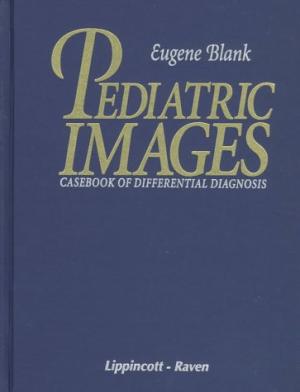 Eugene Blank
PEDIATRIC
IMAGES
CASEBOOK OF DIFFERENTIAL DIAGNOSIS
Lippincott - Raven